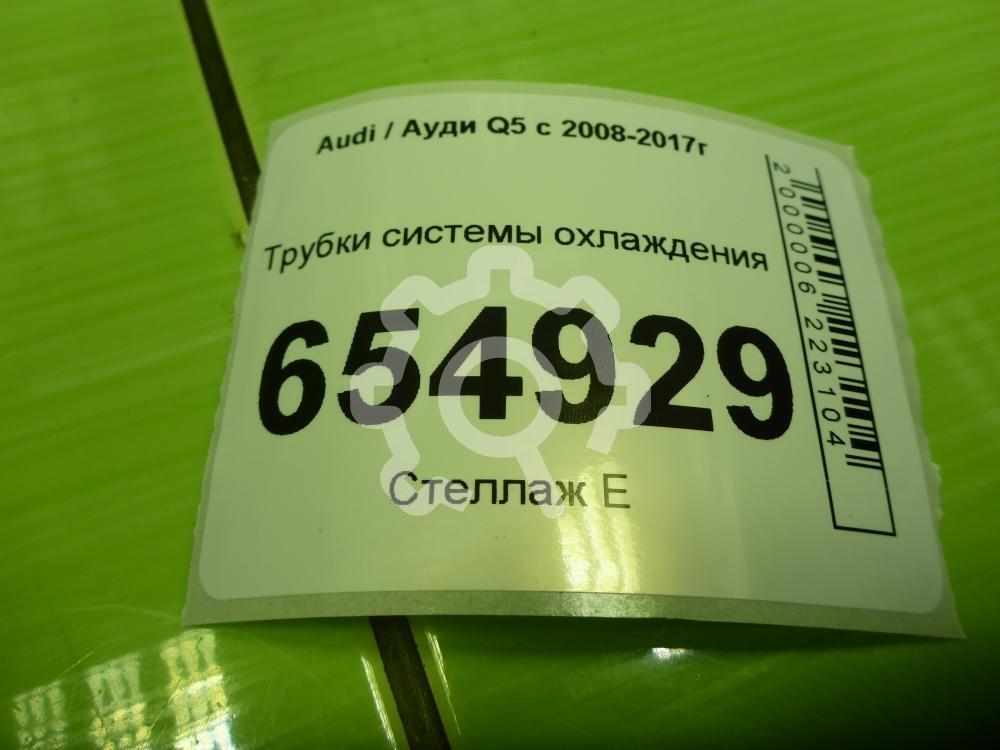 Audi / Ауди Q5 с 2008-2017г
Трубки системы охлаждения
654929
Стеллаж Е
2000006223104